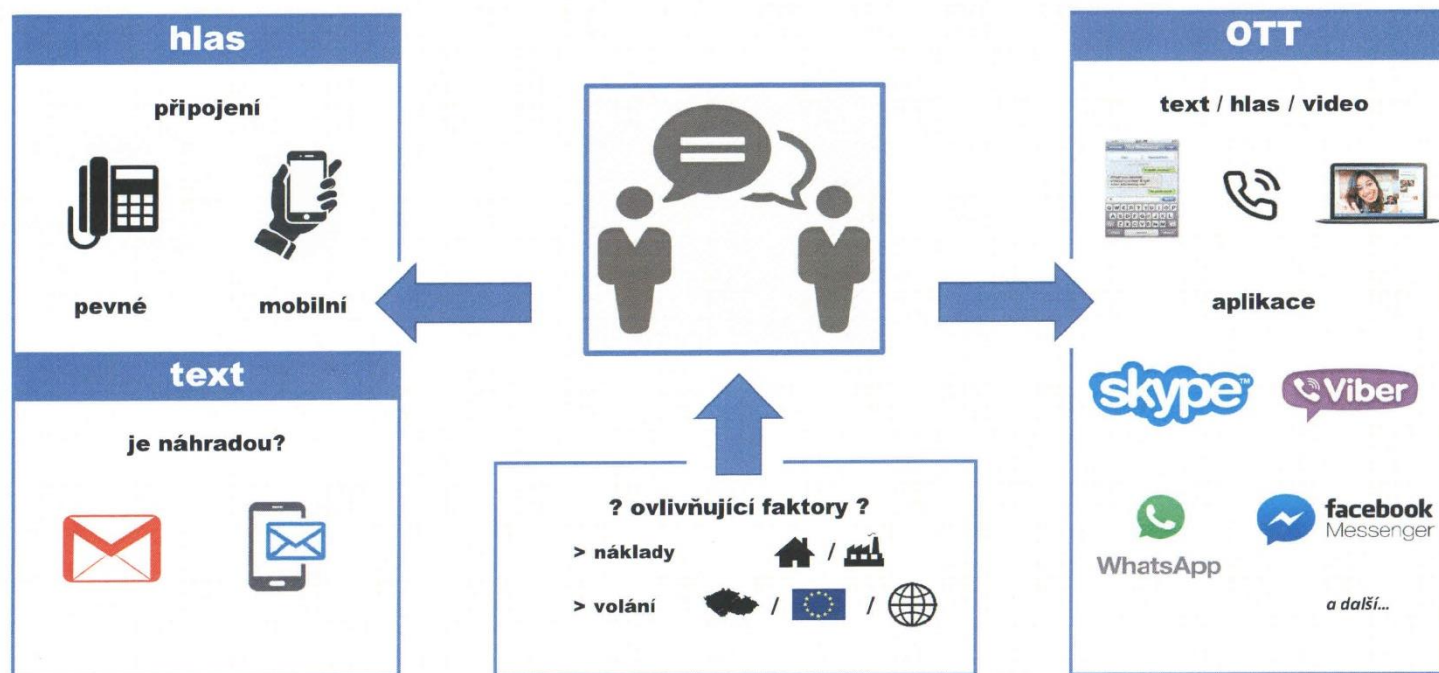 hlas
připojení
pevné
mobilní
text
je náhradou?
? ovlivňující faktory ?
> náklady /
> volání / /
OTT
text / hlas / video
aplikace
skype™
Viber
WhatsApp
facebook
Messenger
a další...